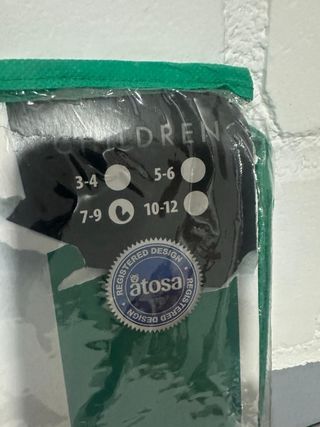 CHILDREN
3-4 5-6
7-9 10-12
REGISTERED DESIGN
atosa
REGISTERED DESIGN